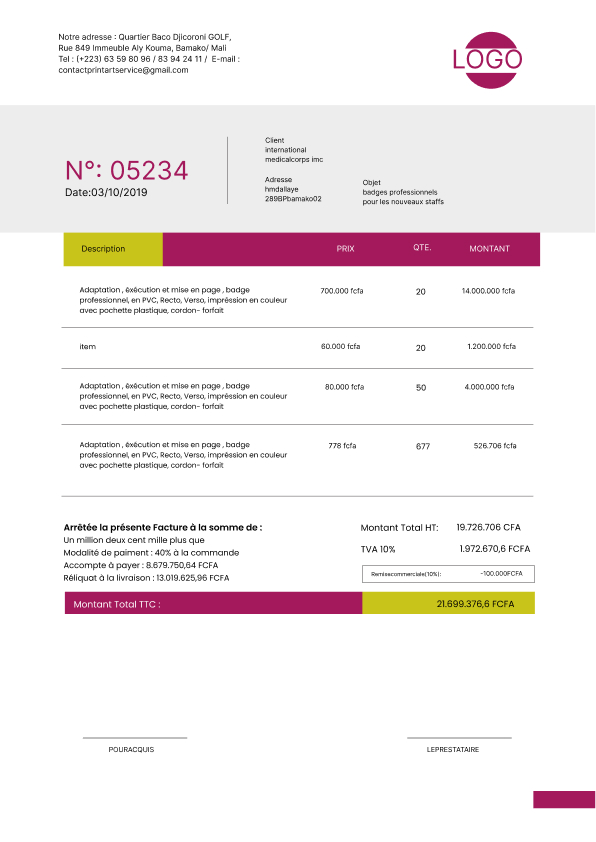 Notre adresse : Quartier Baco Djicoroni GOLF,
Rue 849 Immeuble Aly Kouma, Bamako/ Mali
Tel : (+223) 63 59 80 96 / 83 94 24 11 / E-mail :
contactprintartservice@gmail.com
LOGO
N°: 05234
Date:03/10/2019
Client
international
medicalcorps imc
Adresse
hmdallaye
289BPbamako02
Objet
badges professionnels
pour les nouveaux staffs
Description PRIX QTE. MONTANT
Adaptation , éxécution et mise en page , badge
professionnel, en PVC, Recto, Verso, impréssion en couleur
avec pochette plastique, cordon- forfait
700.000 fcfa 20 14.000.000 fcfa
item 60.000 fcfa 20 1.200.000 fcfa
Adaptation , éxécution et mise en page , badge
professionnel, en PVC, Recto, Verso, impréssion en couleur
avec pochette plastique, cordon- forfait
80.000 fcfa 50 4.000.000 fcfa
Adaptation , éxécution et mise en page , badge
professionnel, en PVC, Recto, Verso, impréssion en couleur
avec pochette plastique, cordon- forfait
778 fcfa 677 526.706 fcfa
Arrêtée la présente Facture à la somme de :
Un million deux cent mille plus que
Modalité de paiment : 40% à la commande
Accompte à payer : 8.679.750,64 FCFA
Réliquat à la livraison : 13.019.625,96 FCFA
Montant Total HT: 19.726.706 CFA
TVA 10% 1.972.670,6 FCFA
Remisecommerciale(10%): -100.000FCFA
Montant Total TTC : 21.699.376,6 FCFA
POURACQUIS LEPRESTATAIRE